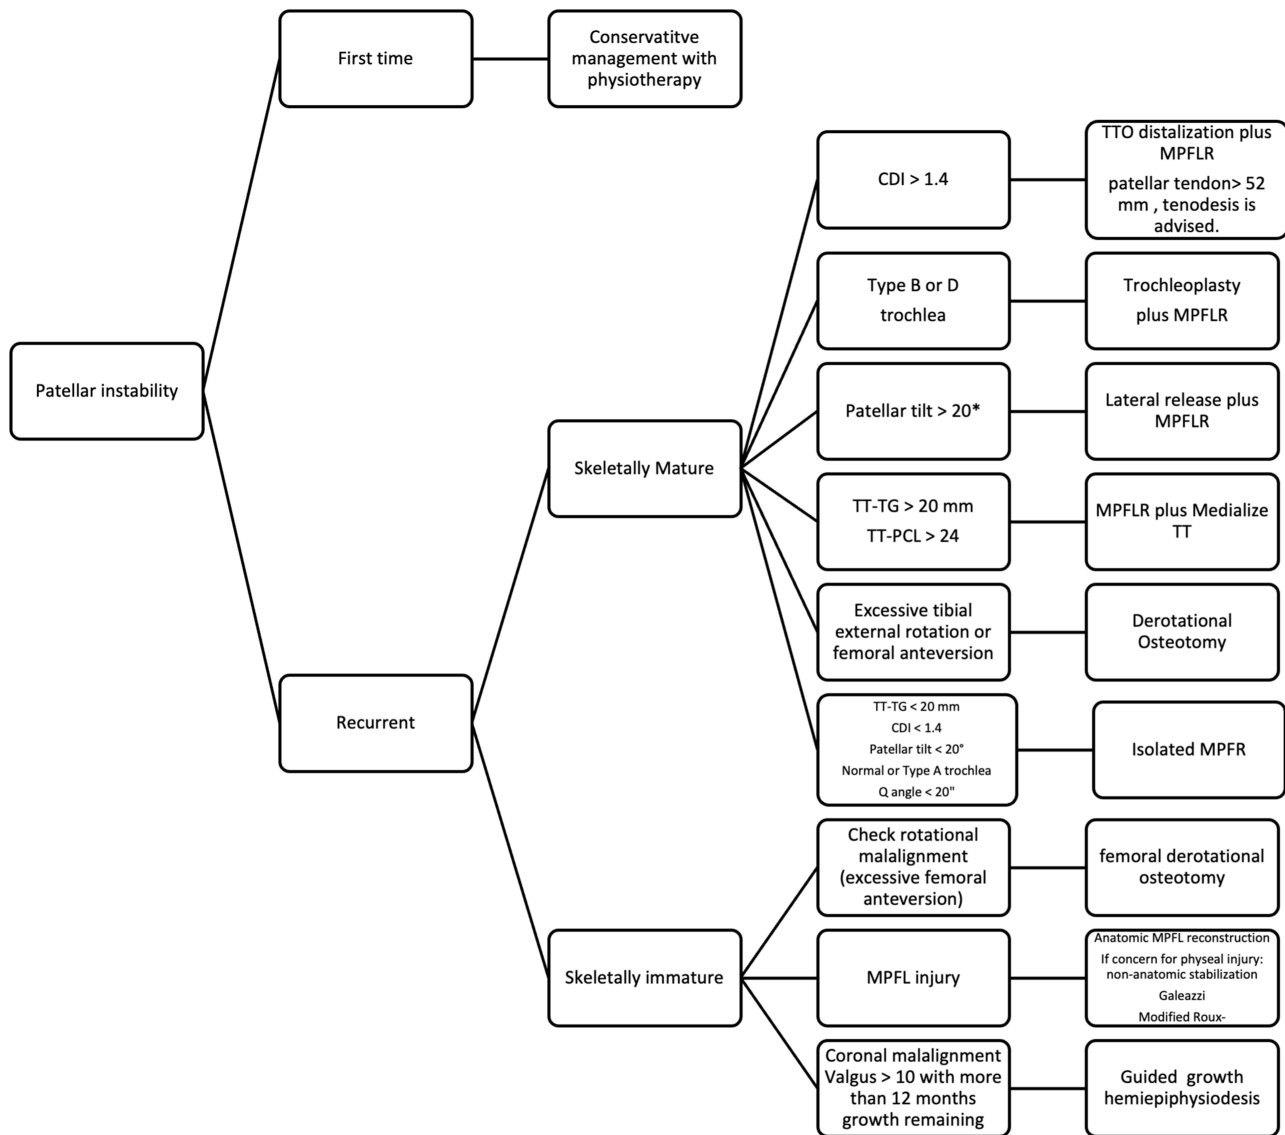 First time
Conservatitve
management with
physiotherapy
CDI > 1.4
TTO distalization plus
MPFLR
patellar tendon> 52
mm , tenodesis is
advised.
Type B or D
trochlea
Trochleoplasty
plus MPFLR
Patellar instability
Patellar tilt > 20*
Lateral release plus
MPFLR
Skeletally Mature
TT-TG > 20 mm
TT-PCL > 24
MPFLR plus Medialize
TT
Excessive tibial
external rotation or
femoral anteversion
Derotational
Osteotomy
Recurrent
TT-TG < 20 mm
CDI < 1.4
Patellar tilt < 20°
Normal or Type A trochlea
Q angle < 20"
Isolated MPFR
Check rotational
malalignment
(excessive femoral
anteversion)
femoral derotational
osteotomy
Skeletally immature
MPFL injury
Anatomic MPFL reconstruction
If concern for physeal injury:
non-anatomic stabilization
Galeazzi
Modified Roux-
Coronal malalignment
Valgus > 10 with more
than 12 months
growth remaining
Guided  growth
hemiepiphysiodesis